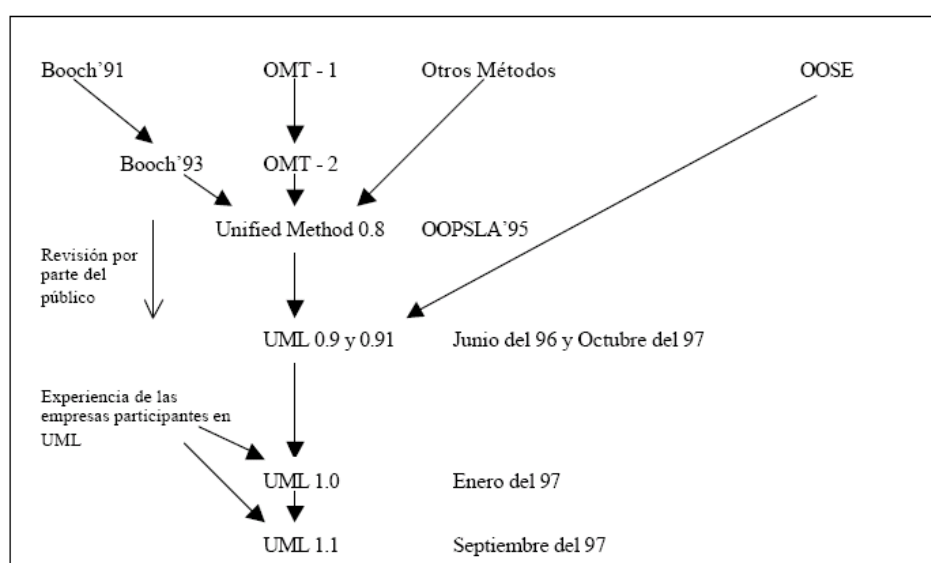 Booch'91 OMT - 1 Otros Métodos OOSE
Booch'93 OMT - 2
Unified Method 0.8 OOPSLA'95
Revisión por
parte del
público
UML 0.9 y 0.91 Junio del 96 y Octubre del 97
Experiencia de las
empresas participantes en
UML
UML 1.0 Enero del 97
UML 1.1 Septiembre del 97